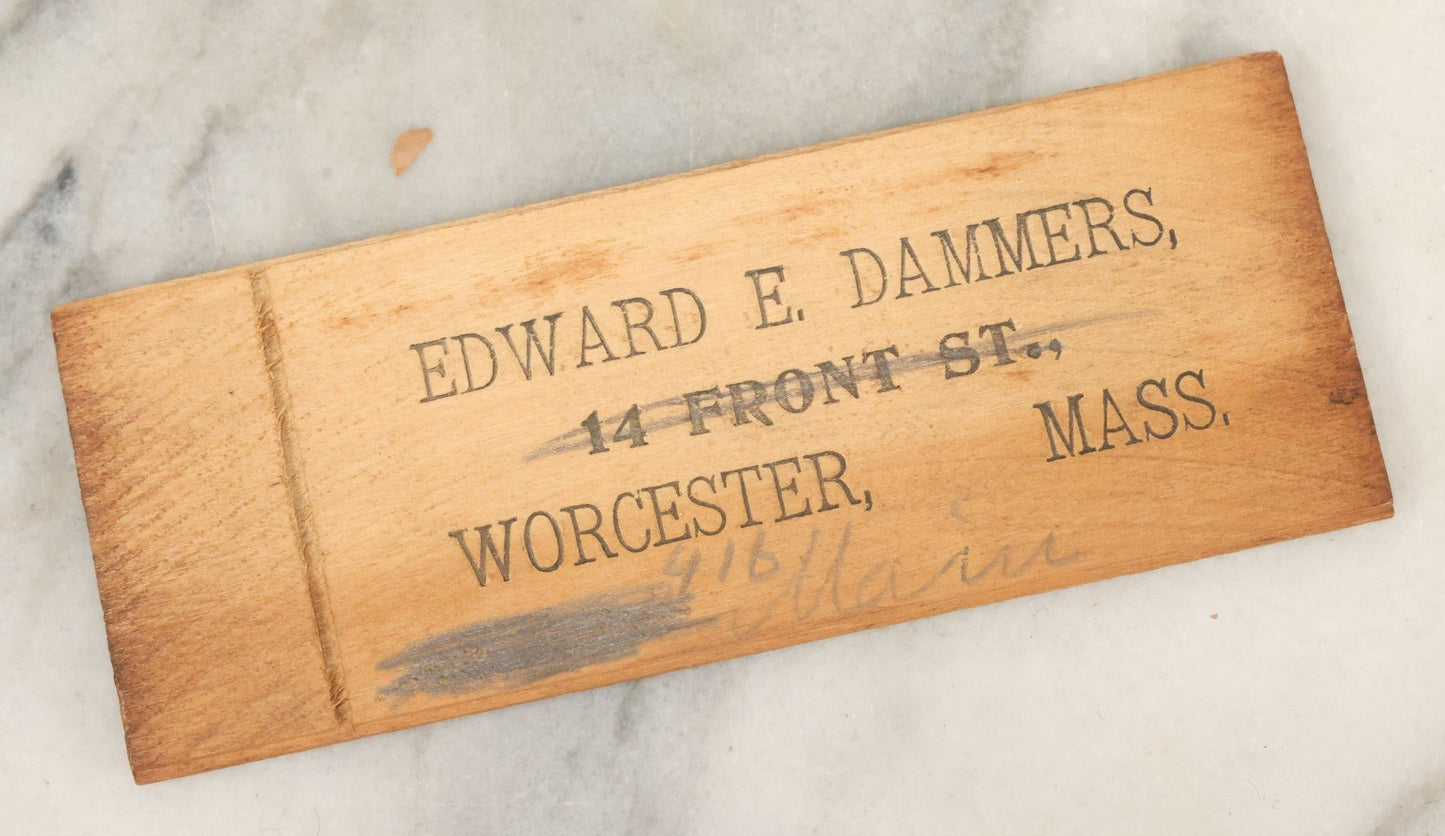 EDWARD E. DAMMERS,
14 FRONT ST.,
WORCESTER, MASS.
416 Main